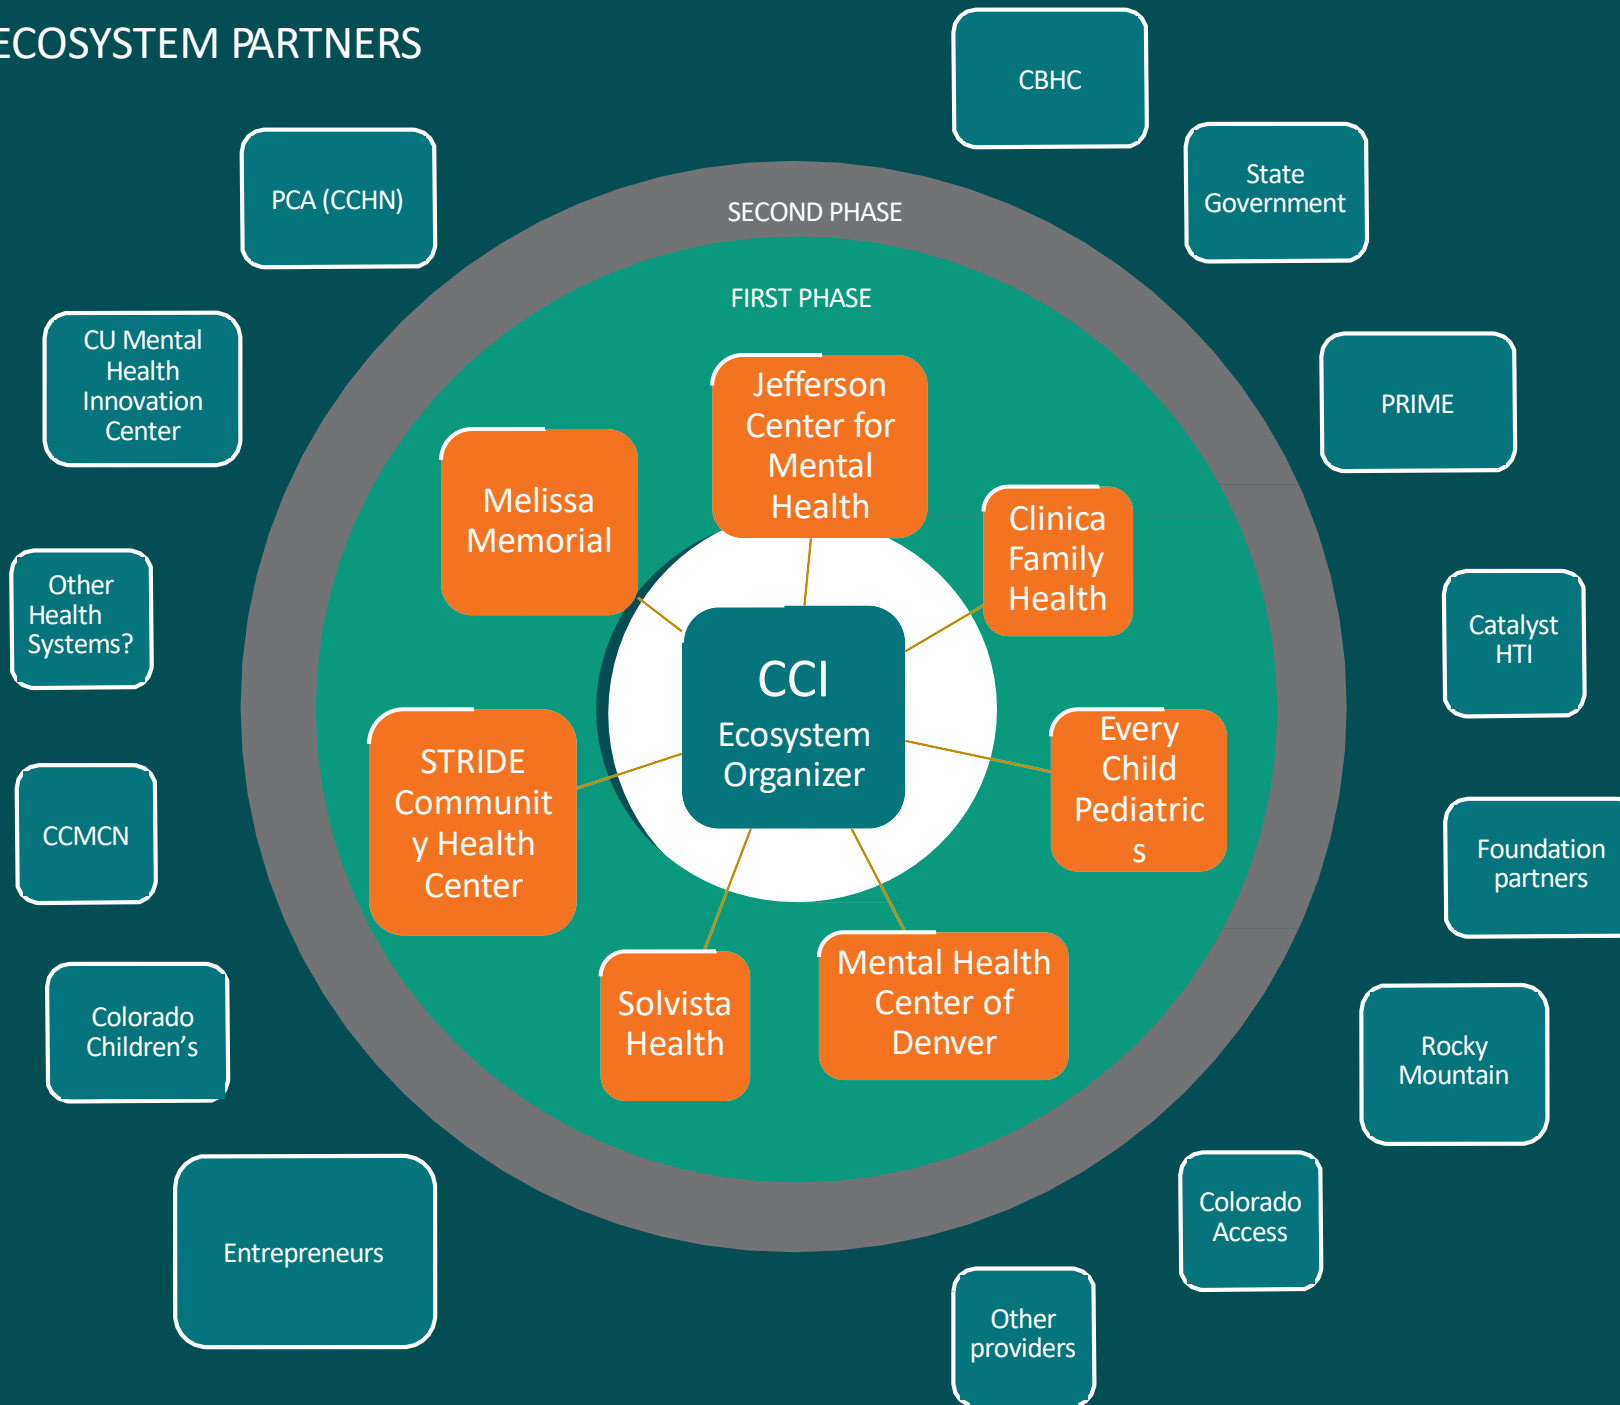 ECOSYSTEM PARTNERS
CBHC
State
Government
PCA (CCHN)
SECOND PHASE
FIRST PHASE
CU Mental
Health
Innovation
Center
PRIME
Jefferson
Center for
Mental
Health
Melissa
Memorial
Clinica
Family
Health
Other
Health
Systems?
Catalyst
HTI
CCI
Ecosystem
Organizer
STRIDE
Communit
y Health
Center
Every
Child
Pediatric
s
CCMCN
Foundation
partners
Solvista
Health
Mental Health
Center of
Denver
Colorado
Children’s
Rocky
Mountain
Colorado
Access
Entrepreneurs
Other
providers